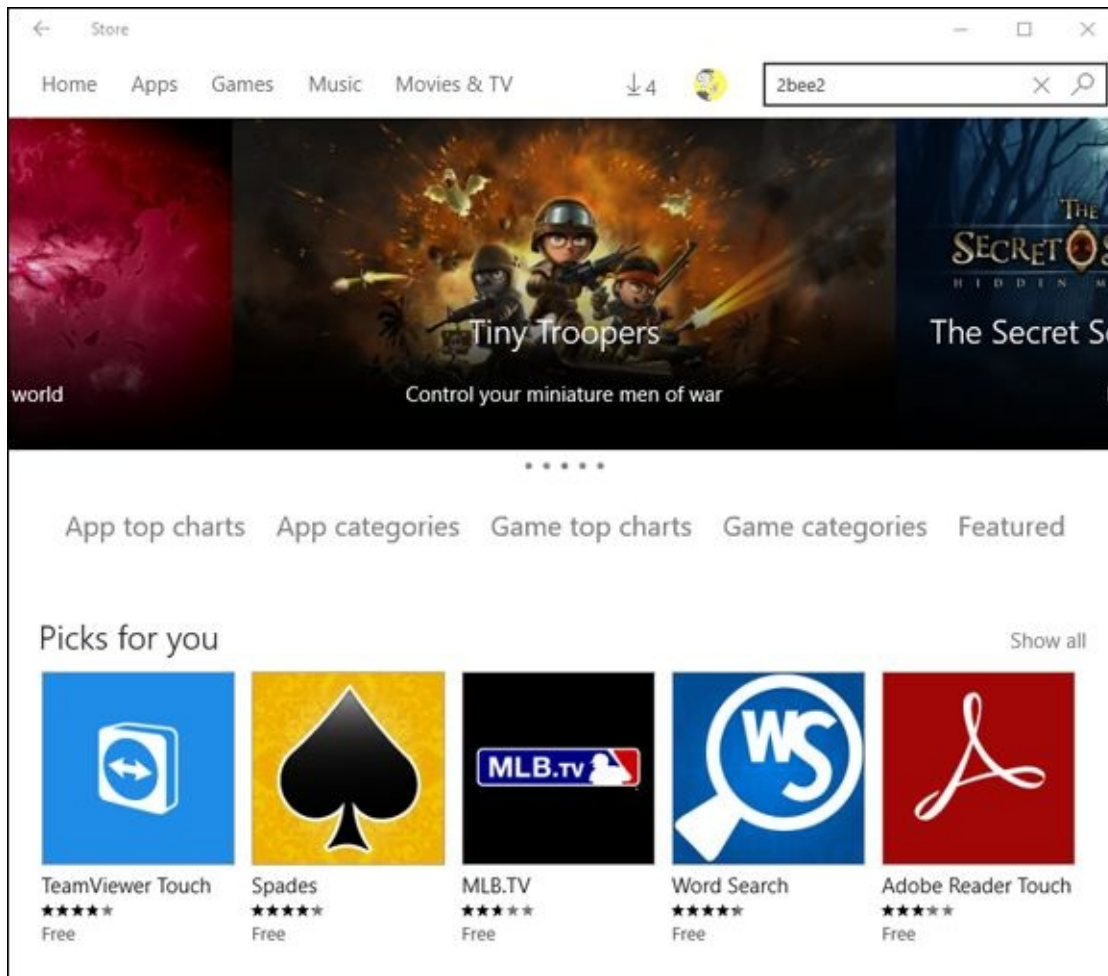 Store
Home Apps Games Music Movies & TV 4 2bee2
THE
SECRET S
HIDDEN M
Tiny Troopers
The Secret S
world
Control your miniature men of war
App top charts App categories Game top charts Game categories Featured
Picks for you Show all
MLB.TV
WS
TeamViewer Touch Spades MLB.TV Word Search Adobe Reader Touch
Free Free Free Free Free